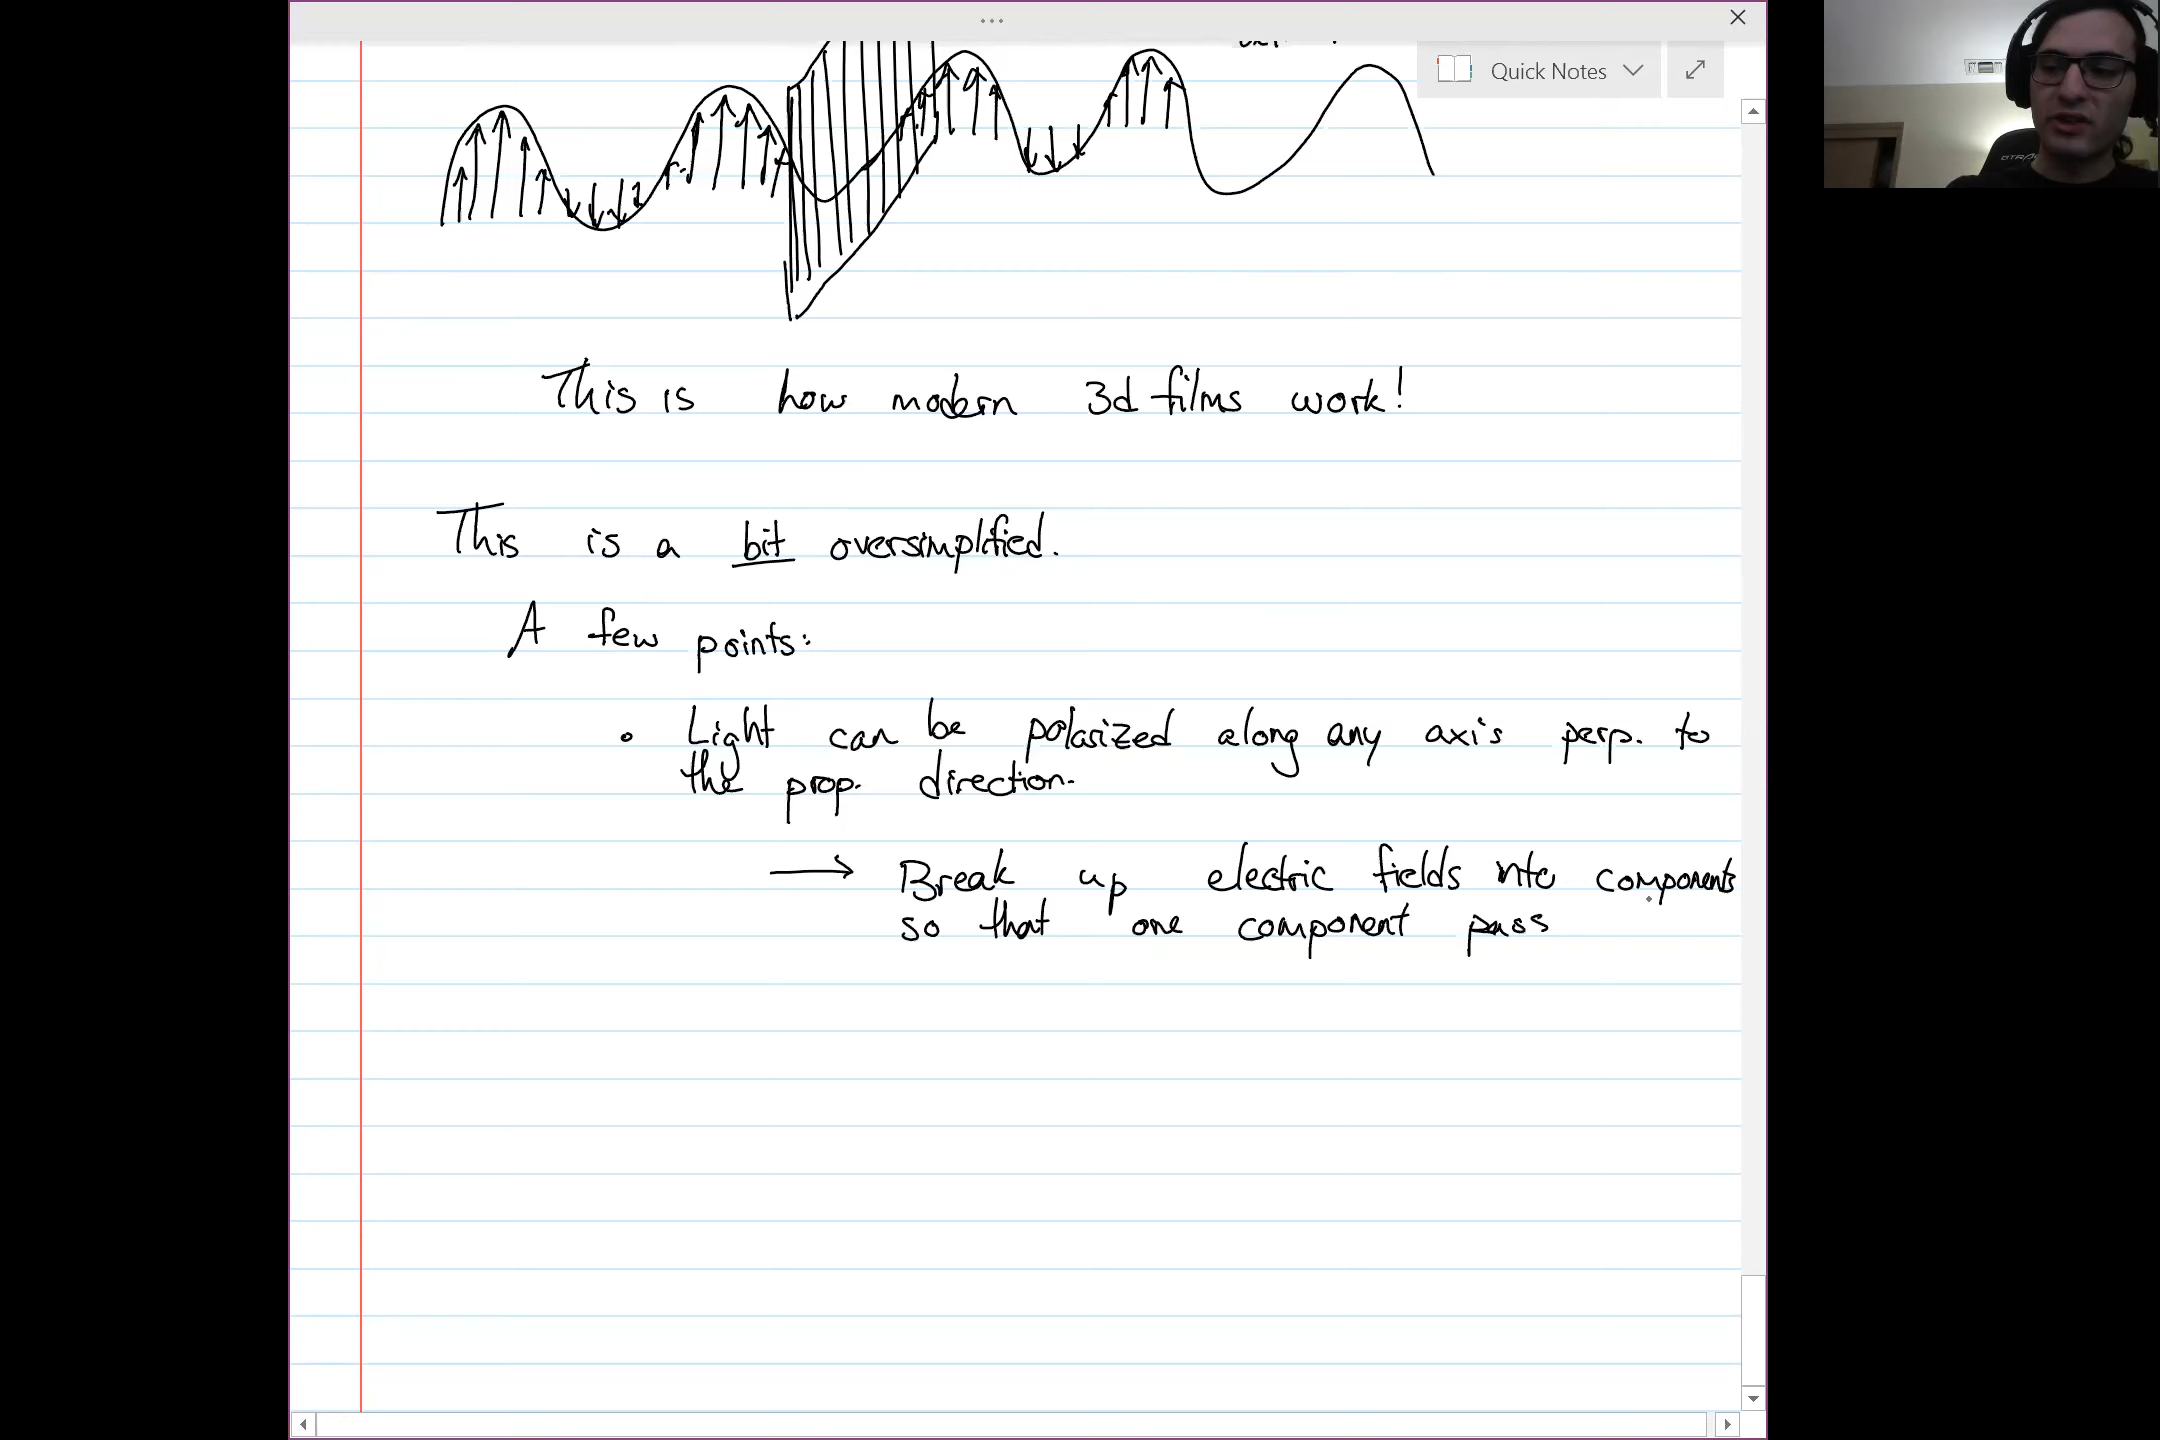 Quick Notes
This is how modern 3d films work!
This is a bit oversimplified.
A few points:
• Light can be polarized along any axis perp. to
the prop. direction.
→ Break up electric fields into components
so that one component pass